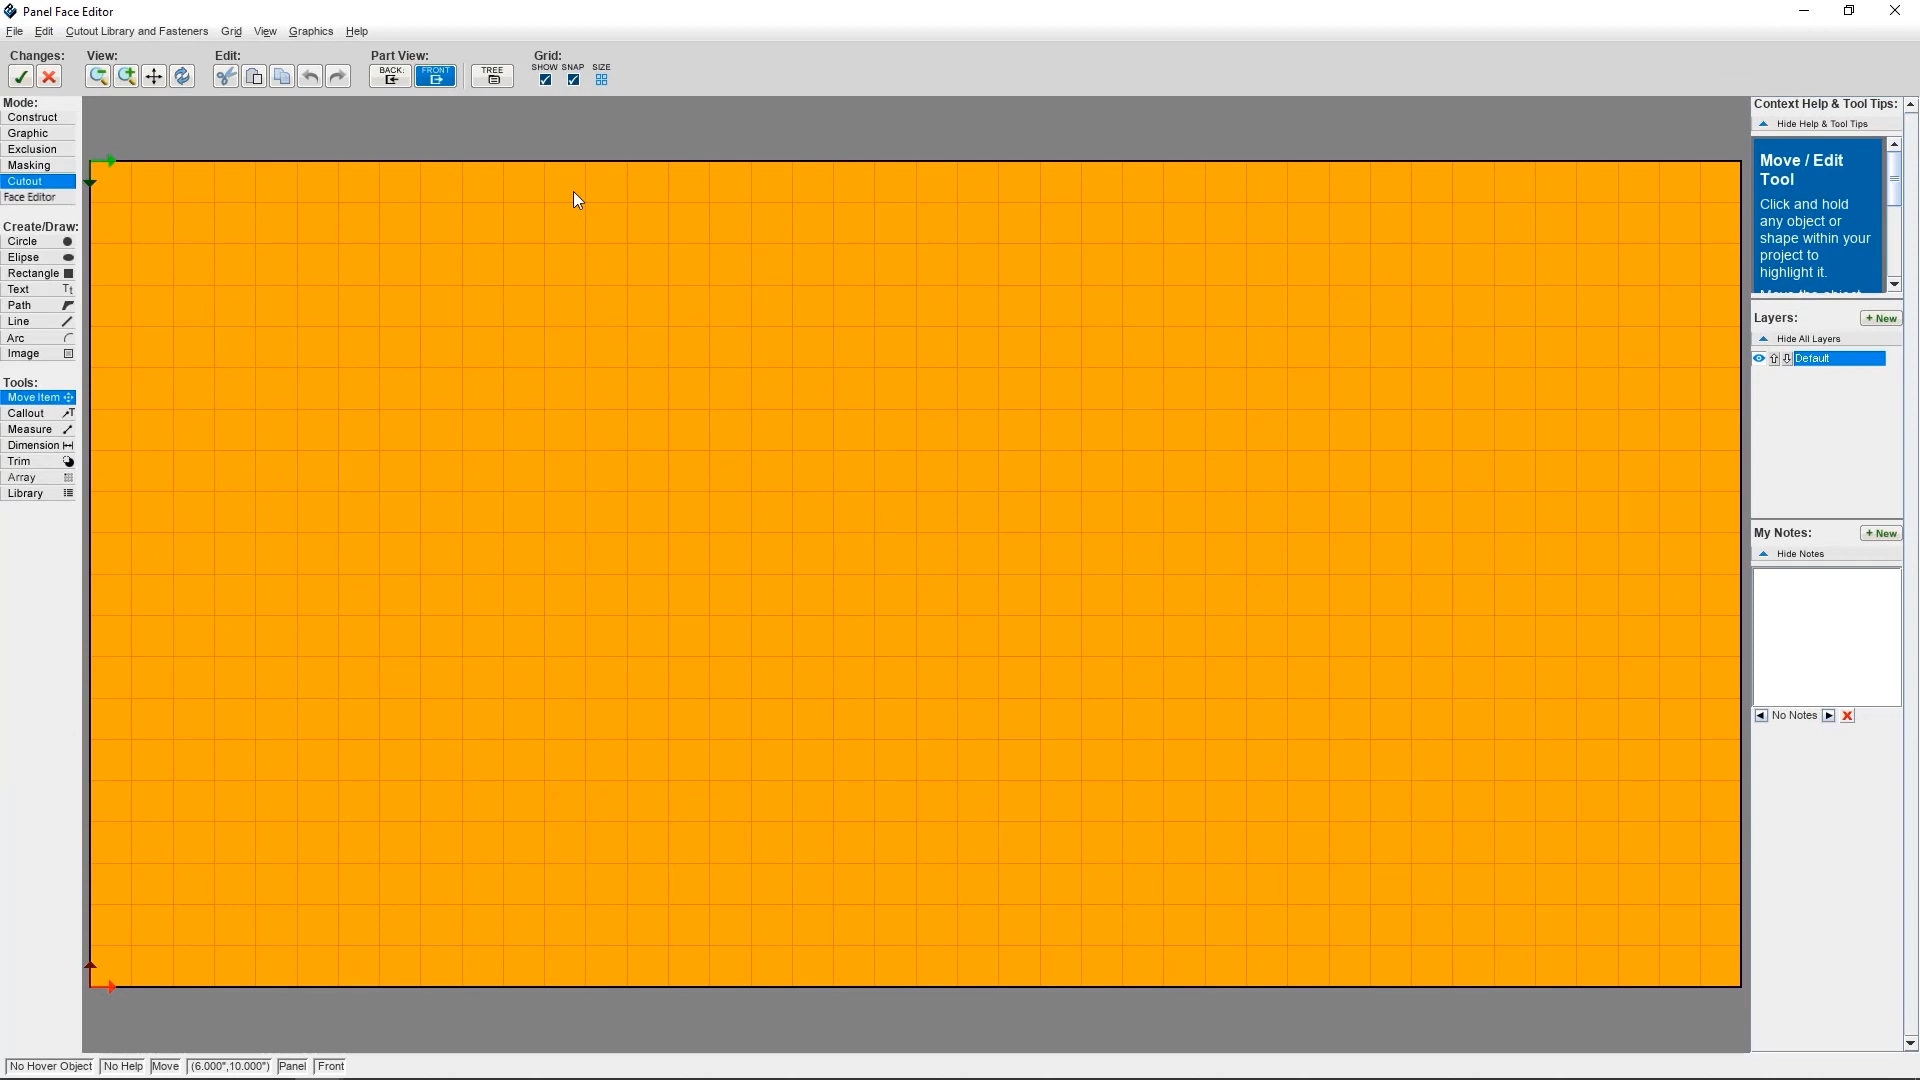 Panel Face Editor
File Edit Cutout Library and Fasteners Grid View Graphics Help
Changes: View: Edit: Part View: Grid:
BACK: FRONT TREE SHOW SNAP SIZE
Mode:
Construct
Graphic
Exclusion
Masking
Cutout
Face Editor
Create/Draw:
Circle
Elipse
Rectangle
Text Tt
Path
Line
Arc
Image
Tools:
Move Item
Callout T
Measure
Dimension
Trim
Array
Library
Context Help & Tool Tips:
Hide Help & Tool Tips
Move / Edit
Tool
Click and hold
any object or
shape within your
project to
highlight it.
Move the object
Layers: + New
Hide All Layers
Default
My Notes: + New
Hide Notes
No Notes
No Hover Object No Help Move (6.000",10.000") Panel Front